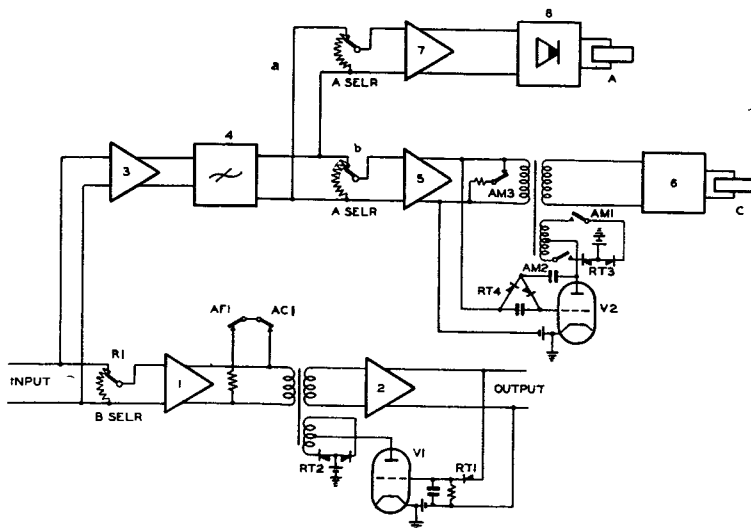 8
7
A
a
A SELR
4
b
3
5
AM3
6
C
A SELR
AM1
AM2
RT3
RT4
V2
AF1
AC1
R1
INPUT
1
2
OUTPUT
B SELR
V1
RT2
RT1